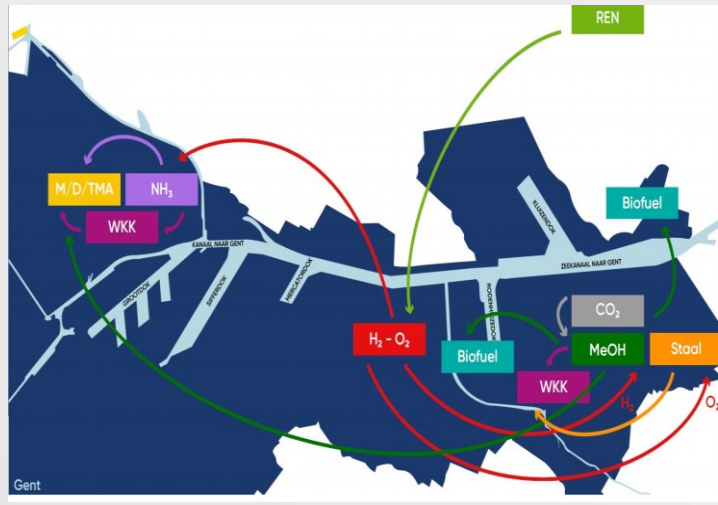 REN
M/D/TMA
NH₃
WKK
KANAAL NAAR GENT
GROOTDOK
SIFFERDOK
MERCATORDOK
KLUIZENDOK
ZEEKANAAL NAAR GENT
RODENHUIZEDOK
Biofuel
CO₂
H₂ - O₂
Biofuel
MeOH
Staal
WKK
H₂
O₂
Gent